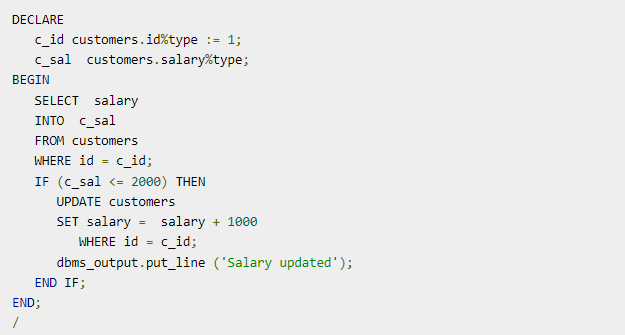 DECLARE
   c_id customers.id%type := 1;
   c_sal  customers.salary%type;
BEGIN
   SELECT  salary
   INTO  c_sal
   FROM customers
   WHERE id = c_id;
   IF (c_sal <= 2000) THEN
      UPDATE customers
      SET salary =  salary + 1000
         WHERE id = c_id;
      dbms_output.put_line ('Salary updated');
   END IF;
END;
/